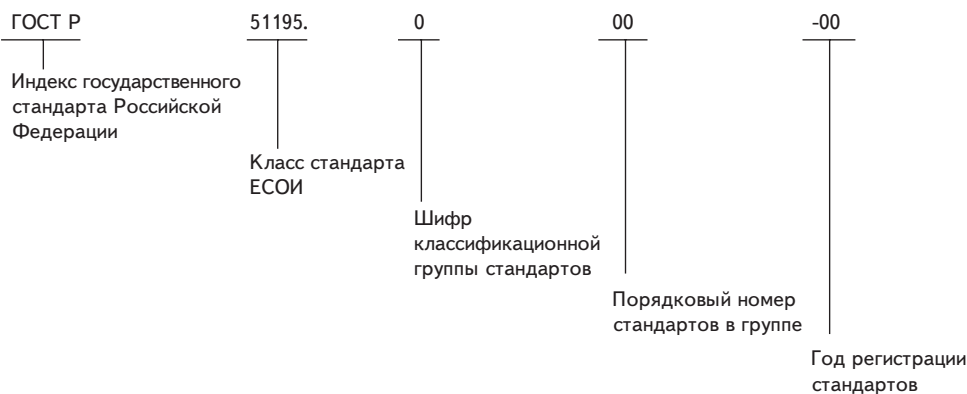 ГОСТ Р 51195. 0 00 -00
Индекс государственного
стандарта Российской
Федерации
Класс стандарта
ЕСОИ
Шифр
классификационной
группы стандартов
Порядковый номер
стандартов в группе
Год регистрации
стандартов